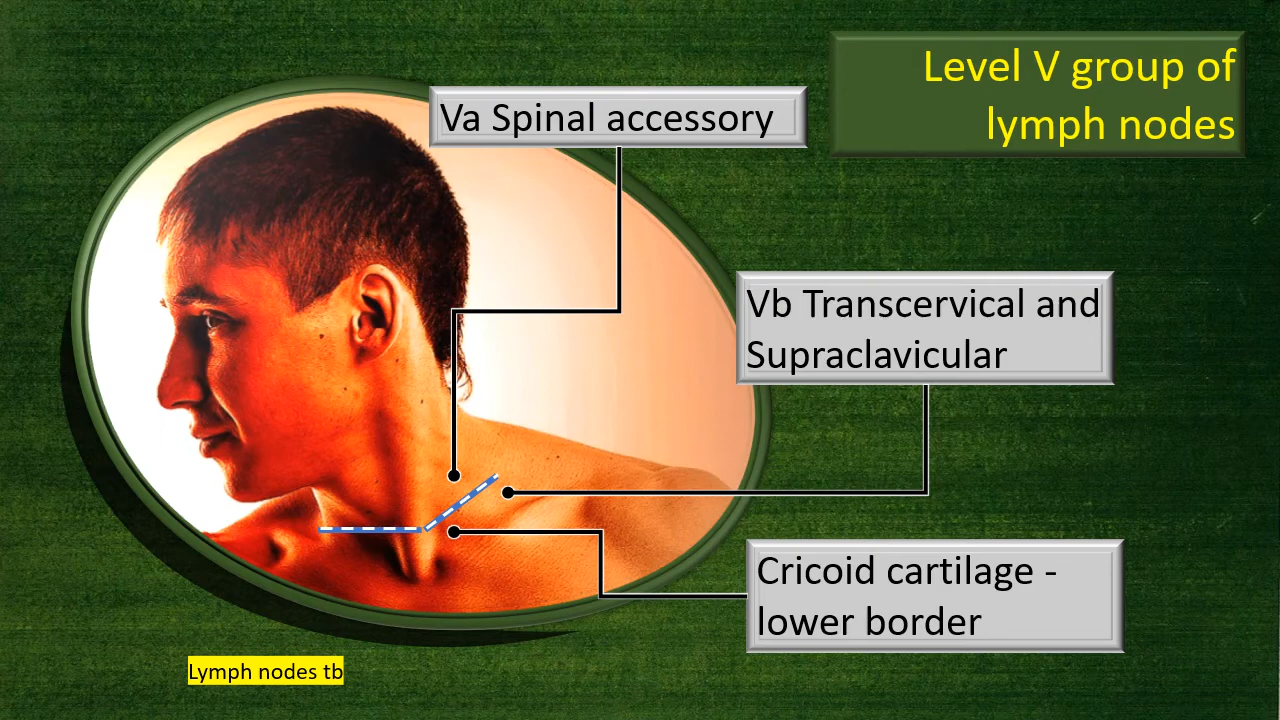 Level V group of
lymph nodes
Va Spinal accessory
Vb Transcervical and
Supraclavicular
Cricoid cartilage -
lower border
Lymph nodes tb